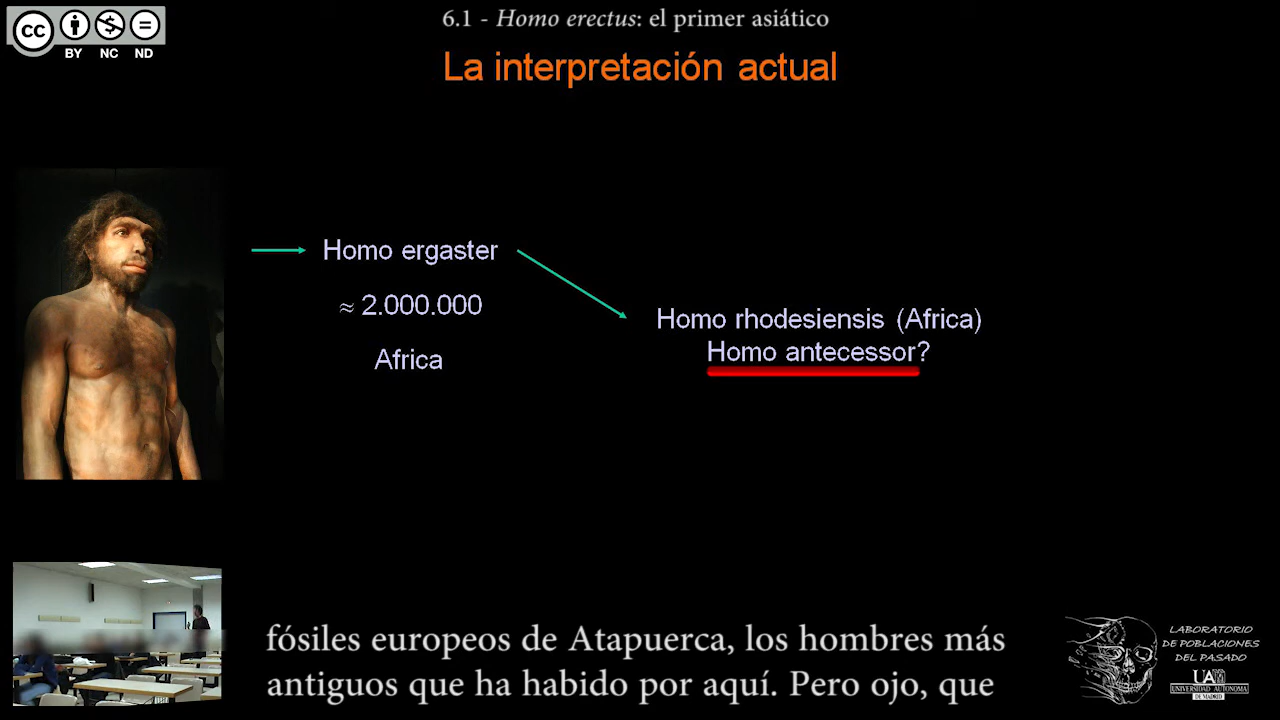 6.1 - Homo erectus: el primer asiático
cc
BY NC ND
La interpretación actual
Homo ergaster
≈ 2.000.000
Africa
Homo rhodesiensis (Africa)
Homo antecessor?
fósiles europeos de Atapuerca, los hombres más
antiguos que ha habido por aquí. Pero ojo, que
LABORATORIO
DE POBLACIONES
DEL PASADO
UAM
UNIVERSIDAD AUTONOMA
DE MADRID